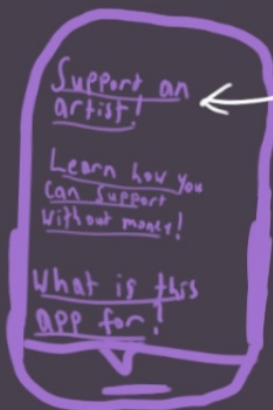 Support an
artist!
Learn how you
can support
without money!
What is this
app for!